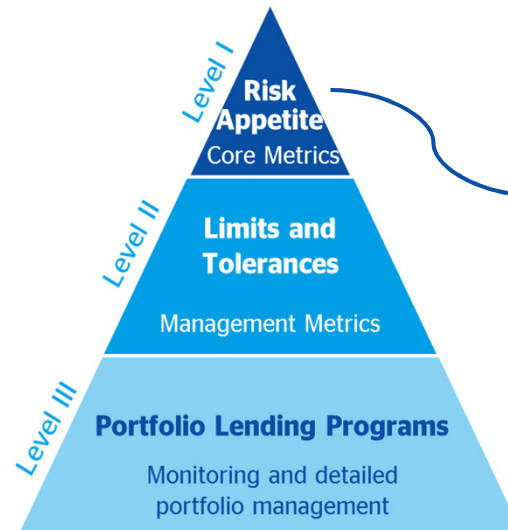 Level I
Risk
Appetite
Core Metrics
Level II
Limits and
Tolerances
Management Metrics
Level III
Portfolio Lending Programs
Monitoring and detailed
portfolio management